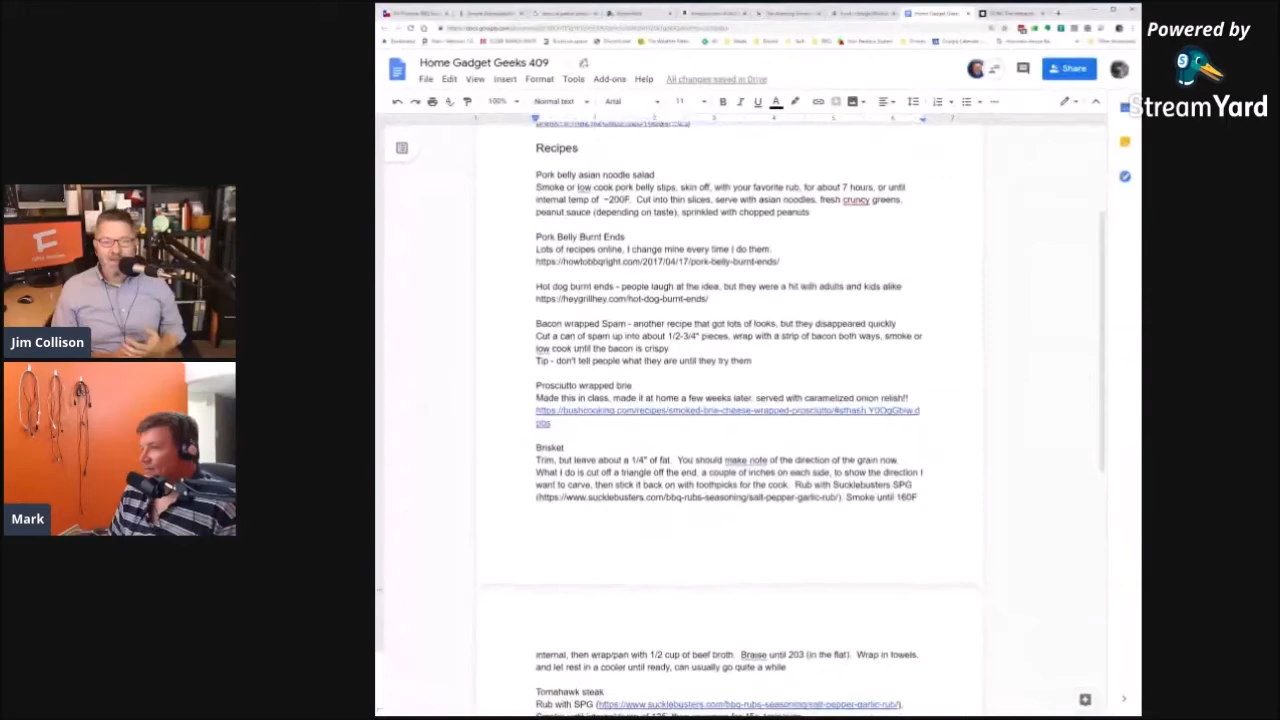 Powered by
StreamYard
Home Gadget Geeks 409
File Edit View Insert Format Tools Add-ons Help All changes saved in Drive
Share
100% Normal text Arial 11 B I U A
1 1 2 3 4 5 6 7
Recipes
Pork belly asian noodle salad
Smoke or low cook pork belly stips, skin off, with your favorite rub, for about 7 hours, or until
internal temp of ~200F. Cut into thin slices, serve with asian noodles, fresh cruncy greens,
peanut sauce (depending on taste), sprinkled with chopped peanuts
Pork Belly Burnt Ends
Lots of recipes online, I change mine every time I do them.
https://howtobbqright.com/2017/04/17/pork-belly-burnt-ends/
Hot dog burnt ends - people laugh at the idea, but they were a hit with adults and kids alike
https://heygrillhey.com/hot-dog-burnt-ends/
Bacon wrapped Spam - another recipe that got lots of looks, but they disappeared quickly
Cut a can of spam up into about 1/2-3/4" pieces, wrap with a strip of bacon both ways, smoke or
low cook until the bacon is crispy
Tip - don't tell people what they are until they try them
Prosciutto wrapped brie
Made this in class, made it at home a few weeks later, served with caramelized onion relish!!
Brisket
Trim, but leave about a 1/4" of fat. You should make note of the direction of the grain now.
What I do is cut off a triangle off the end, a couple of inches on each side, to show the direction I
want to carve, then stick it back on with toothpicks for the cook. Rub with Sucklebusters SPG
(https://www.sucklebusters.com/bbq-rubs-seasoning/salt-pepper-garlic-rub/). Smoke until 160F
internal, then wrap/pan with 1/2 cup of beef broth. Braise until 203 (in the flat). Wrap in towels,
and let rest in a cooler until ready, can usually go quite a while
Tomahawk steak
Rub with SPG (https://www.sucklebusters.com/bbq-rubs-seasoning/salt-pepper-garlic-rub/).
Jim Collison
Mark